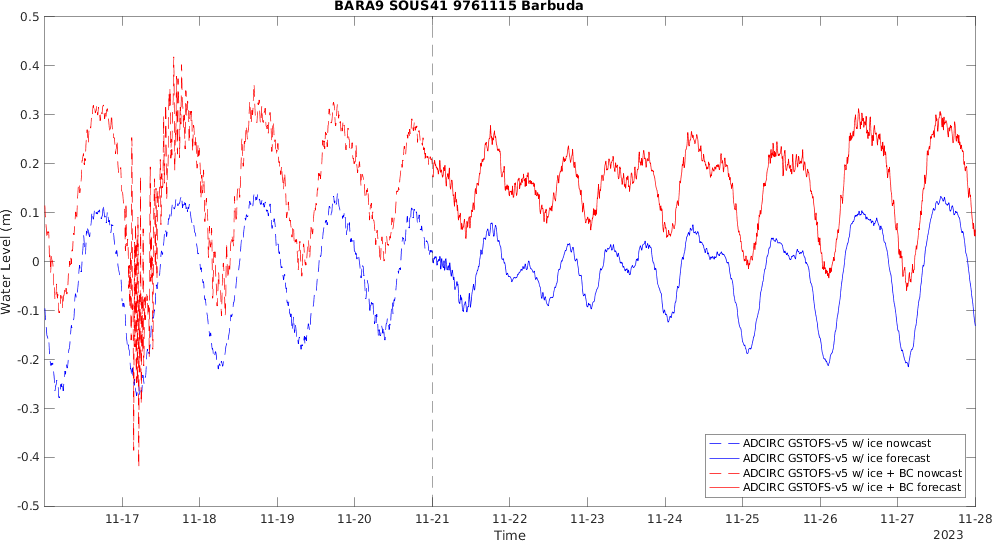 BARA9 SOUS41 9761115 Barbuda
0.5
0.4
0.3
0.2
0.1
0
-0.1
-0.2
-0.3
-0.4
-0.5
Water Level (m)
ADCIRC GSTOFS-v5 w/ ice nowcast
ADCIRC GSTOFS-v5 w/ ice forecast
ADCIRC GSTOFS-v5 w/ ice + BC nowcast
ADCIRC GSTOFS-v5 w/ ice + BC forecast
11-17 11-18 11-19 11-20 11-21 11-22 11-23 11-24 11-25 11-26 11-27 11-28
Time
2023